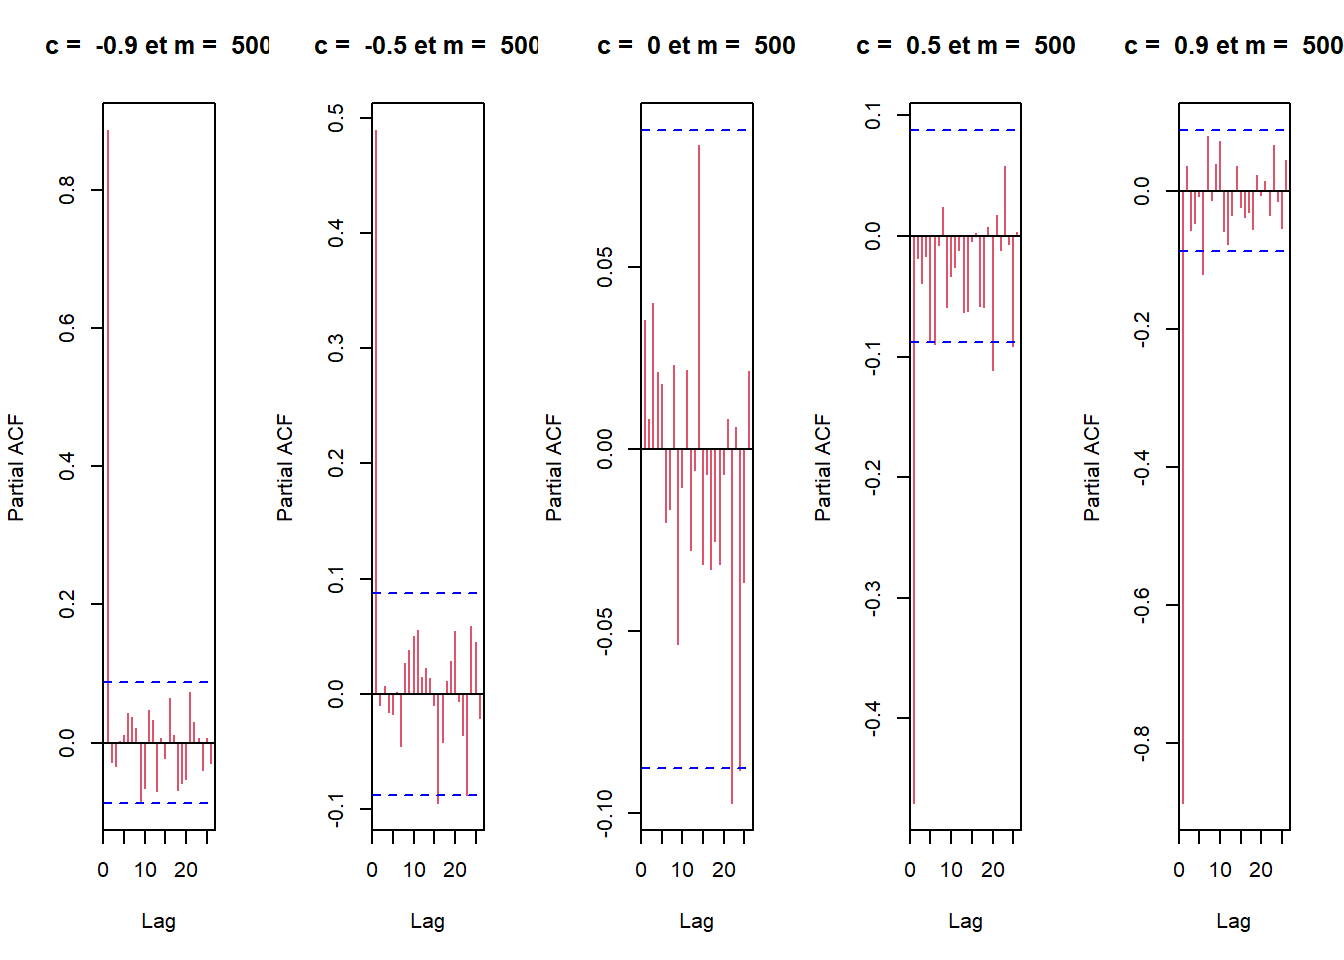 c =  -0.9 et m =  500
c =  -0.5 et m =  500
c =  0 et m =  500
c =  0.5 et m =  500
c =  0.9 et m =  500
Partial ACF
0.8
0.6
0.4
0.2
0.0
0 10 20
Lag
Partial ACF
0.5
0.4
0.3
0.2
0.1
0.0
-0.1
0 10 20
Lag
Partial ACF
0.05
0.00
-0.05
-0.10
0 10 20
Lag
Partial ACF
0.1
0.0
-0.1
-0.2
-0.3
-0.4
0 10 20
Lag
Partial ACF
0.0
-0.2
-0.4
-0.6
-0.8
0 10 20
Lag